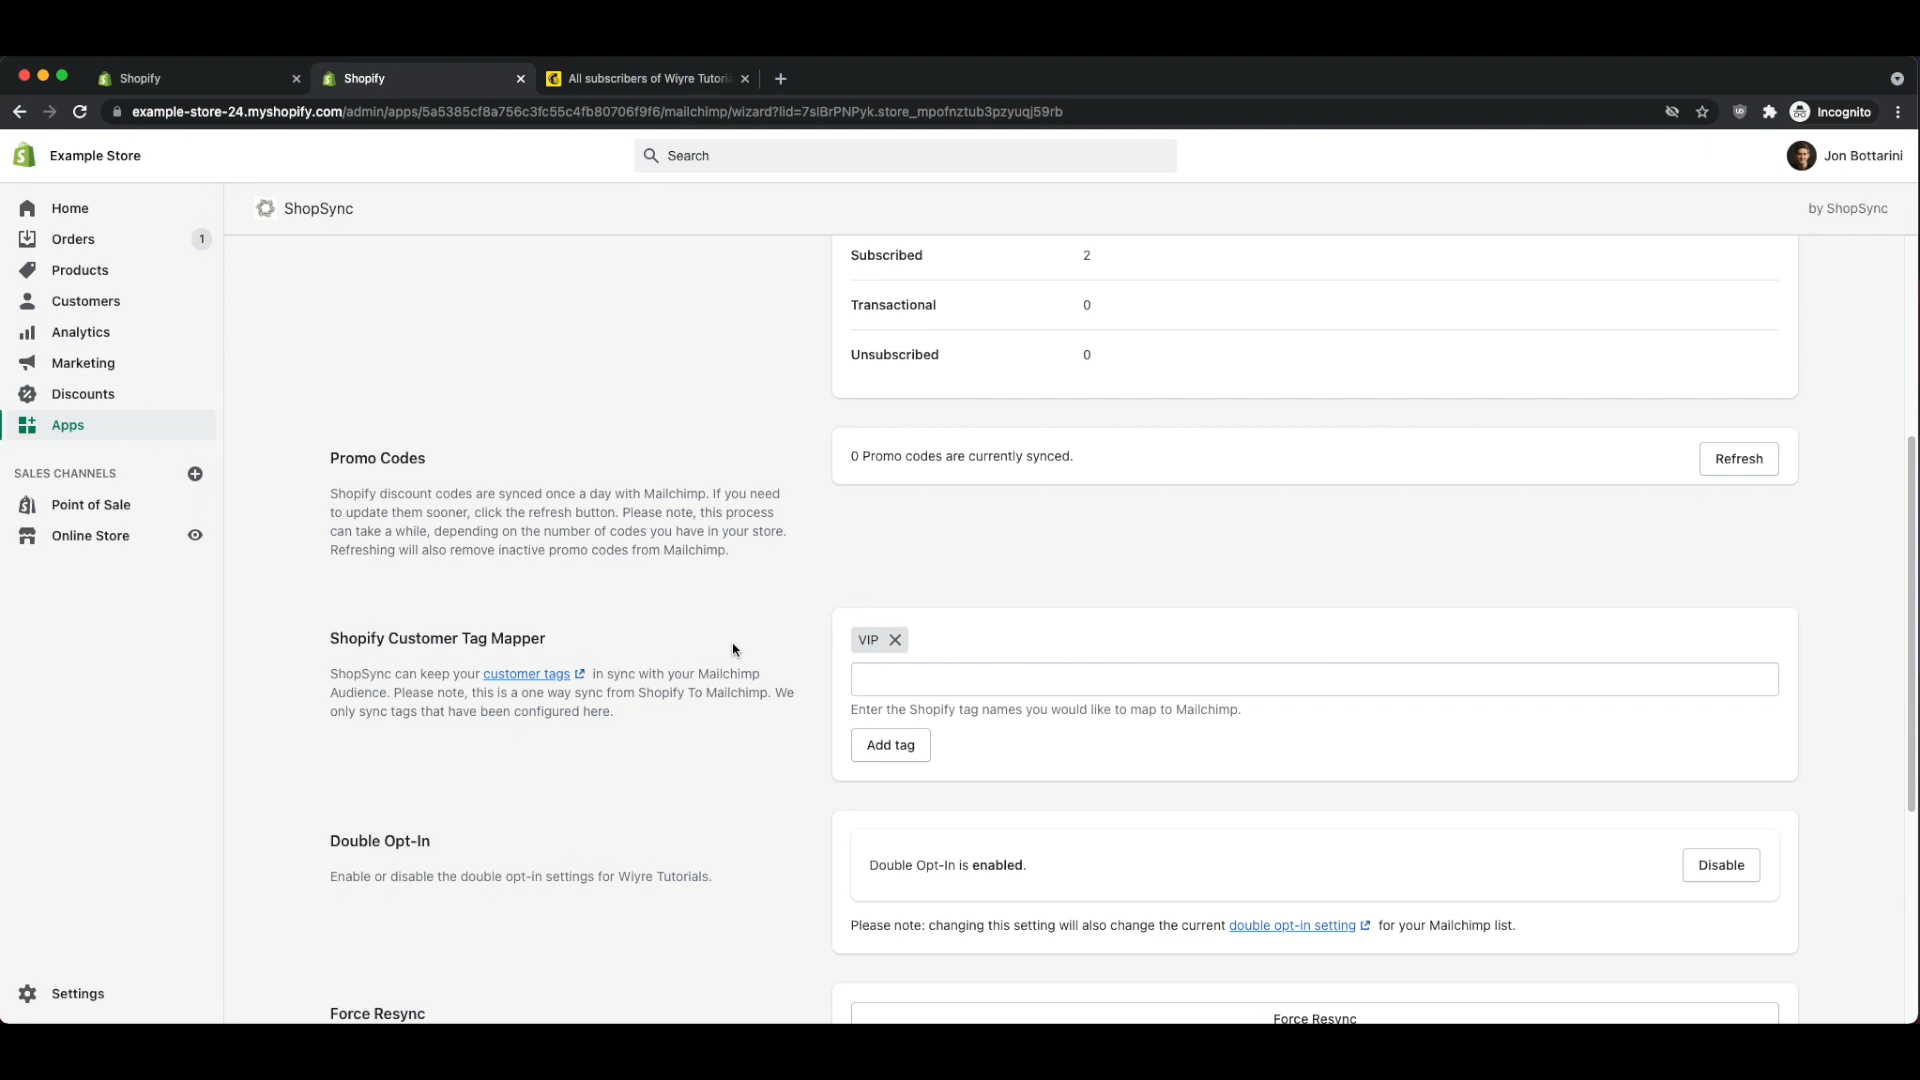 Shopify
Shopify
All subscribers of Wiyre Tutoria
example-store-24.myshopify.com/admin/apps/5a5385cf8a756c3fc55c4fb80706f9f6/mailchimp/wizard?lid=7slBrPNPyk.store_mpofnztub3pzyuqj59rb
Incognito
Example Store
Search
Jon Bottarini
Home
Orders 1
Products
Customers
Analytics
Marketing
Discounts
Apps
SALES CHANNELS
Point of Sale
Online Store
Settings
ShopSync
by ShopSync
Subscribed 2
Transactional 0
Unsubscribed 0
Promo Codes
Shopify discount codes are synced once a day with Mailchimp. If you need
to update them sooner, click the refresh button. Please note, this process
can take a while, depending on the number of codes you have in your store.
Refreshing will also remove inactive promo codes from Mailchimp.
0 Promo codes are currently synced.
Refresh
Shopify Customer Tag Mapper
ShopSync can keep your customer tags in sync with your Mailchimp
Audience. Please note, this is a one way sync from Shopify To Mailchimp. We
only sync tags that have been configured here.
VIP
Enter the Shopify tag names you would like to map to Mailchimp.
Add tag
Double Opt-In
Enable or disable the double opt-in settings for Wiyre Tutorials.
Double Opt-In is enabled.
Disable
Please note: changing this setting will also change the current double opt-in setting for your Mailchimp list.
Force Resync
Force Resync